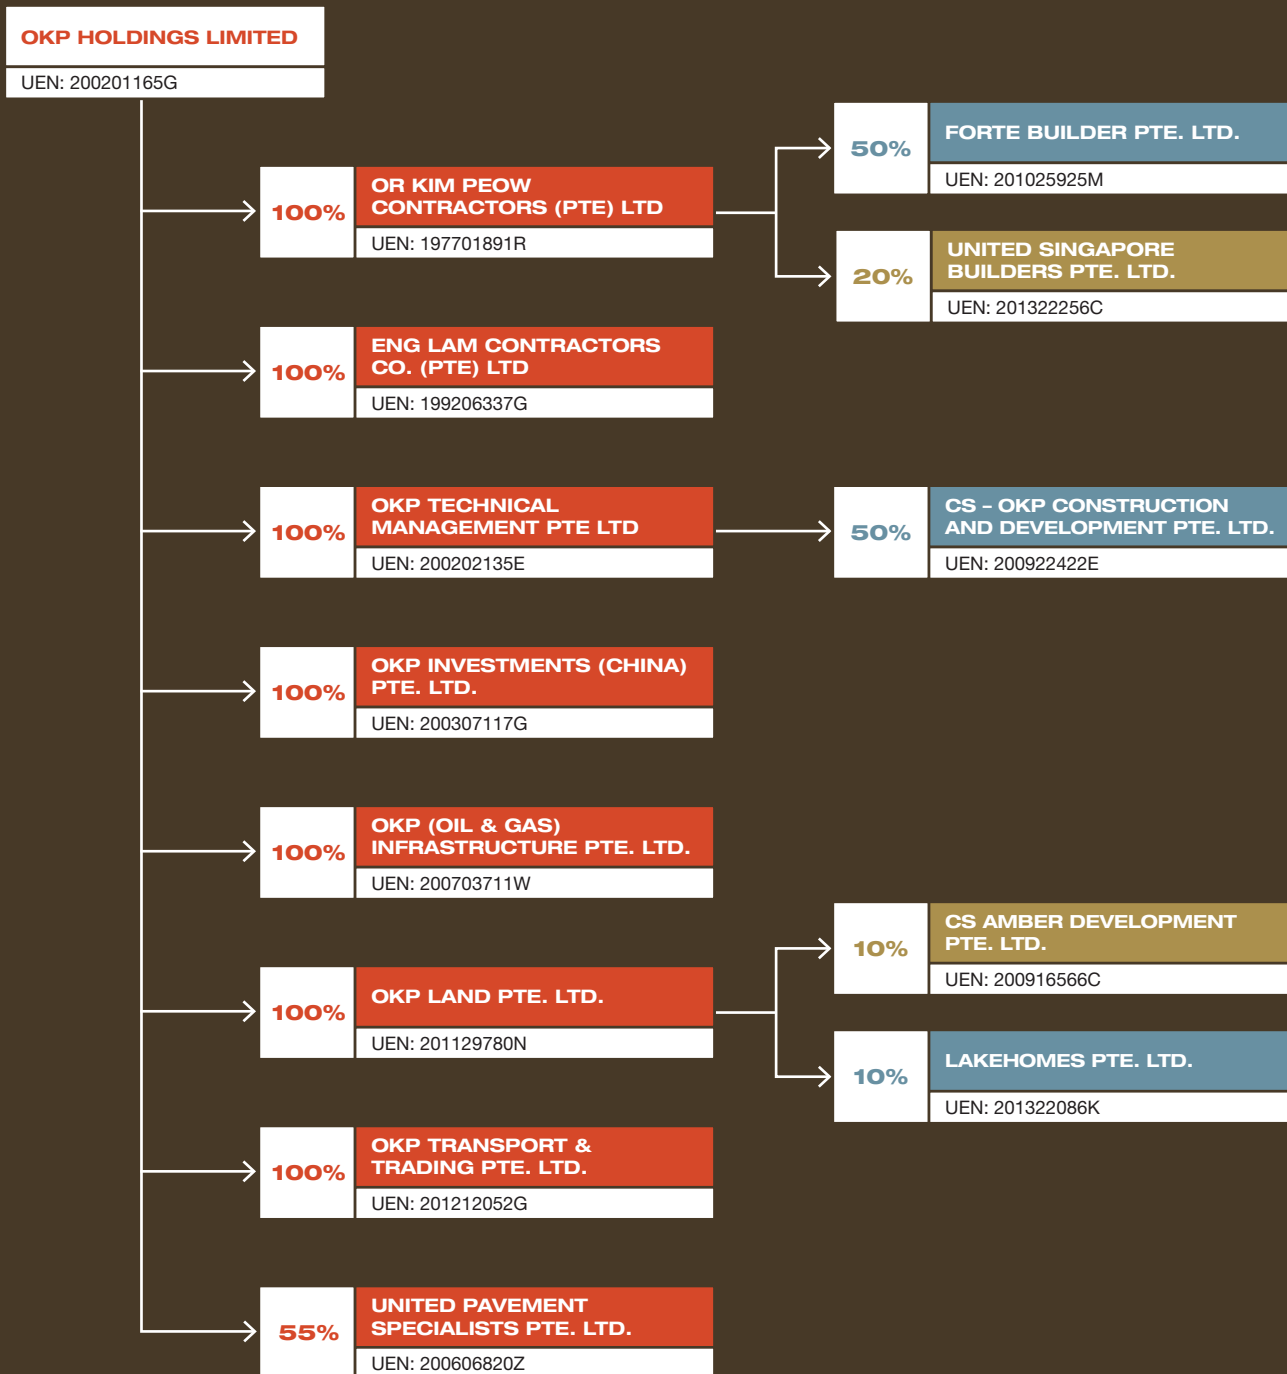 OKP HOLDINGS LIMITED
UEN: 200201165G
100%
OR KIM PEOW
CONTRACTORS (PTE) LTD
UEN: 197701891R
50%
FORTE BUILDER PTE. LTD.
UEN: 201025925M
20%
UNITED SINGAPORE
BUILDERS PTE. LTD.
UEN: 201322256C
100%
ENG LAM CONTRACTORS
CO. (PTE) LTD
UEN: 199206337G
100%
OKP TECHNICAL
MANAGEMENT PTE LTD
UEN: 200202135E
50%
CS – OKP CONSTRUCTION
AND DEVELOPMENT PTE. LTD.
UEN: 200922422E
100%
OKP INVESTMENTS (CHINA)
PTE. LTD.
UEN: 200307117G
100%
OKP (OIL & GAS)
INFRASTRUCTURE PTE. LTD.
UEN: 200703711W
100%
OKP LAND PTE. LTD.
UEN: 201129780N
10%
CS AMBER DEVELOPMENT
PTE. LTD.
UEN: 200916566C
10%
LAKEHOMES PTE. LTD.
UEN: 201322086K
100%
OKP TRANSPORT &
TRADING PTE. LTD.
UEN: 201212052G
55%
UNITED PAVEMENT
SPECIALISTS PTE. LTD.
UEN: 200606820Z